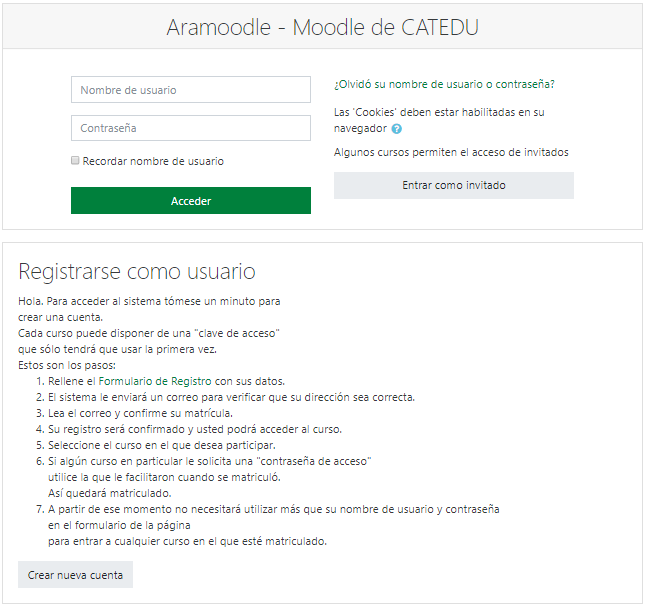 Aramoodle - Moodle de CATEDU
Nombre de usuario
Contraseña
Recordar nombre de usuario
Acceder
¿Olvidó su nombre de usuario o contraseña?
Las 'Cookies' deben estar habilitadas en su
navegador ?
Algunos cursos permiten el acceso de invitados
Entrar como invitado
Registrarse como usuario
Hola. Para acceder al sistema tómese un minuto para
crear una cuenta.
Cada curso puede disponer de una "clave de acceso"
que sólo tendrá que usar la primera vez.
Estos son los pasos:
1. Rellene el Formulario de Registro con sus datos.
2. El sistema le enviará un correo para verificar que su dirección sea correcta.
3. Lea el correo y confirme su matrícula.
4. Su registro será confirmado y usted podrá acceder al curso.
5. Seleccione el curso en el que desea participar.
6. Si algún curso en particular le solicita una "contraseña de acceso"
utilice la que le facilitaron cuando se matriculó.
Así quedará matriculado.
7. A partir de ese momento no necesitará utilizar más que su nombre de usuario y contraseña
en el formulario de la página
para entrar a cualquier curso en el que esté matriculado.
Crear nueva cuenta